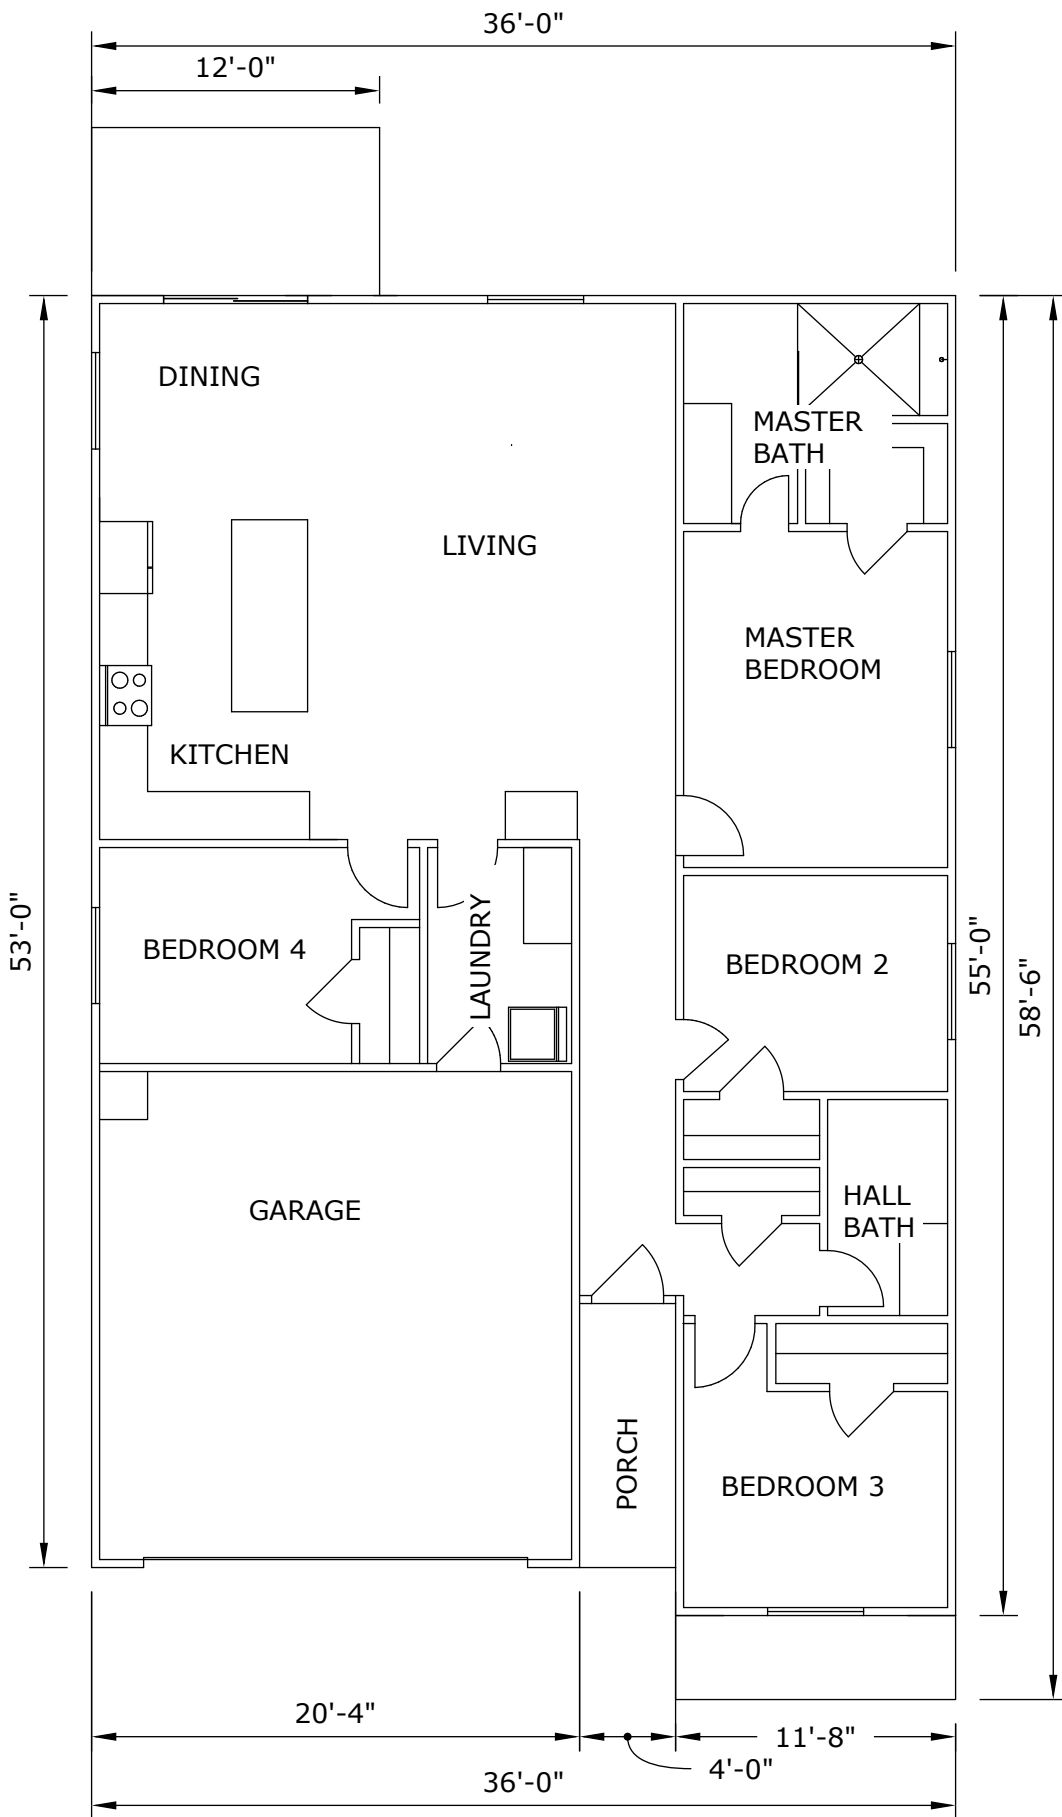 36'-0"
12'-0"
DINING
MASTER
BATH
LIVING
MASTER
BEDROOM
KITCHEN
53'-0"
BEDROOM 4
LAUNDRY
BEDROOM 2
55'-0"
58'-6"
GARAGE
HALL
BATH
PORCH
BEDROOM 3
20'-4"
4'-0"
11'-8"
36'-0"